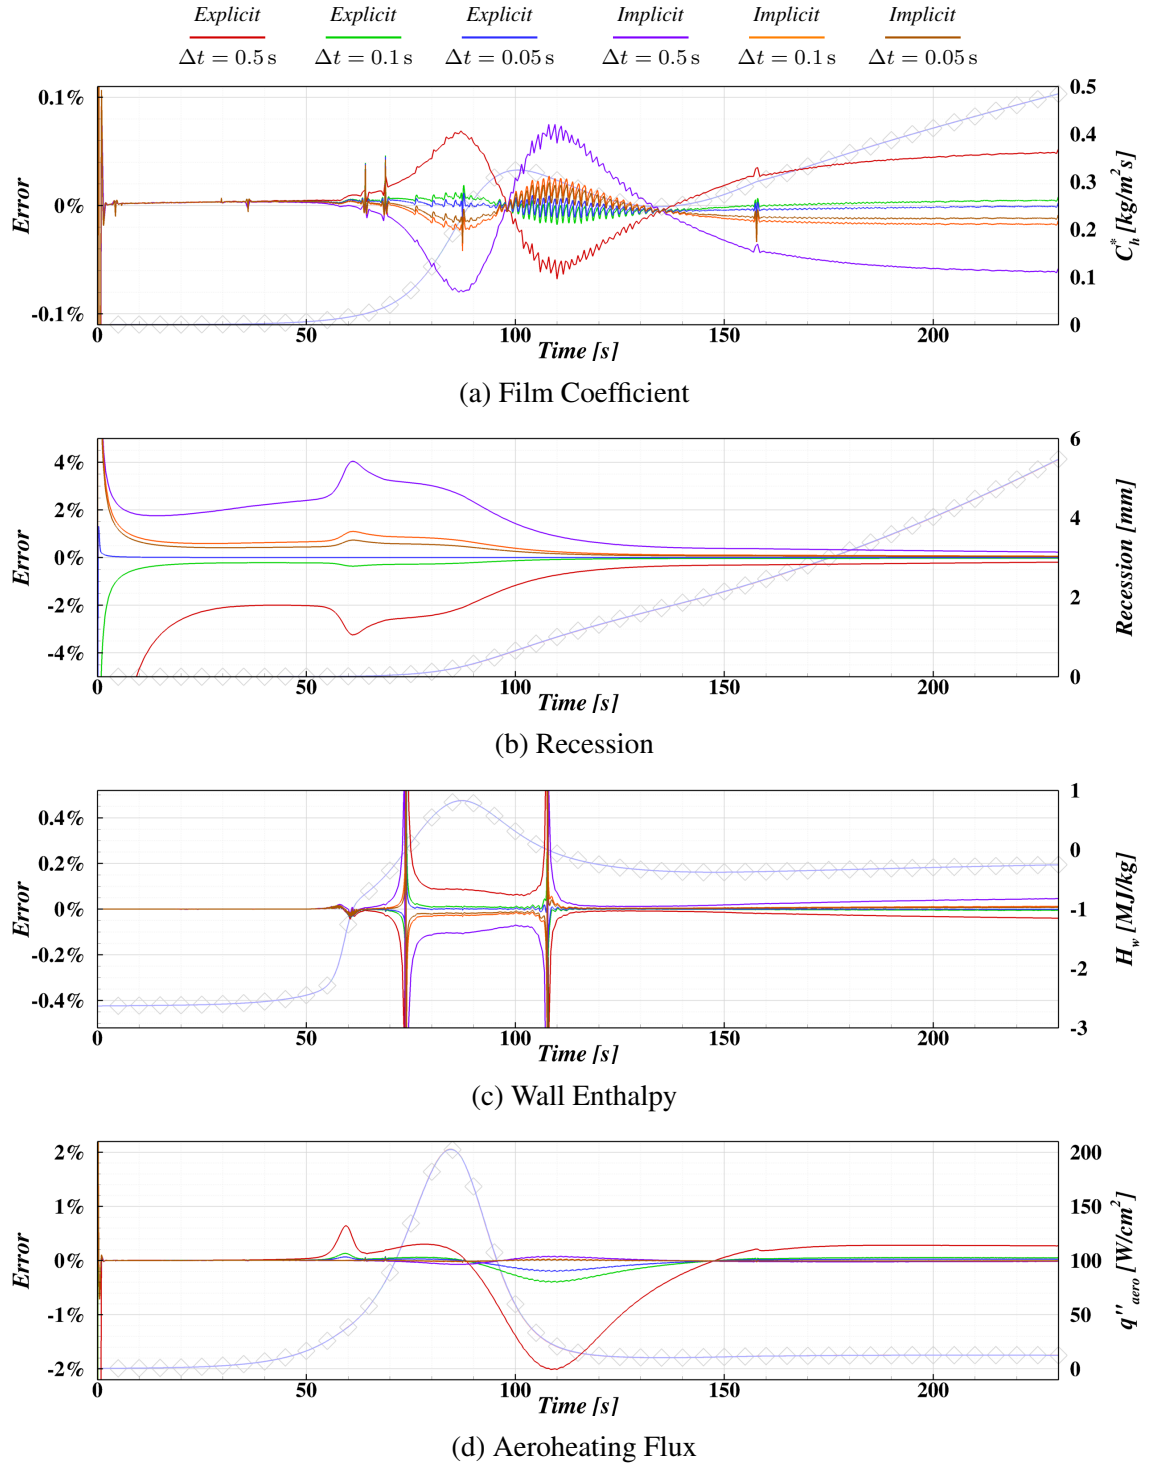 Explicit Explicit Explicit Implicit Implicit Implicit
Δt = 0.5 s Δt = 0.1 s Δt = 0.05 s Δt = 0.5 s Δt = 0.1 s Δt = 0.05 s
0.1%
0%
-0.1%
Error
0 50 100 150 200
Time [s]
0.5
0.4
0.3
0.2
0.1
0
C*h [kg/m²s]
(a) Film Coefficient
4%
2%
0%
-2%
-4%
Error
0 50 100 150 200
Time [s]
6
4
2
0
Recession [mm]
(b) Recession
0.4%
0.2%
0%
-0.2%
-0.4%
Error
0 50 100 150 200
Time [s]
1
0
-1
-2
-3
Hw [MJ/kg]
(c) Wall Enthalpy
2%
1%
0%
-1%
-2%
Error
0 50 100 150 200
Time [s]
200
150
100
50
0
q''aero [W/cm²]
(d) Aeroheating Flux